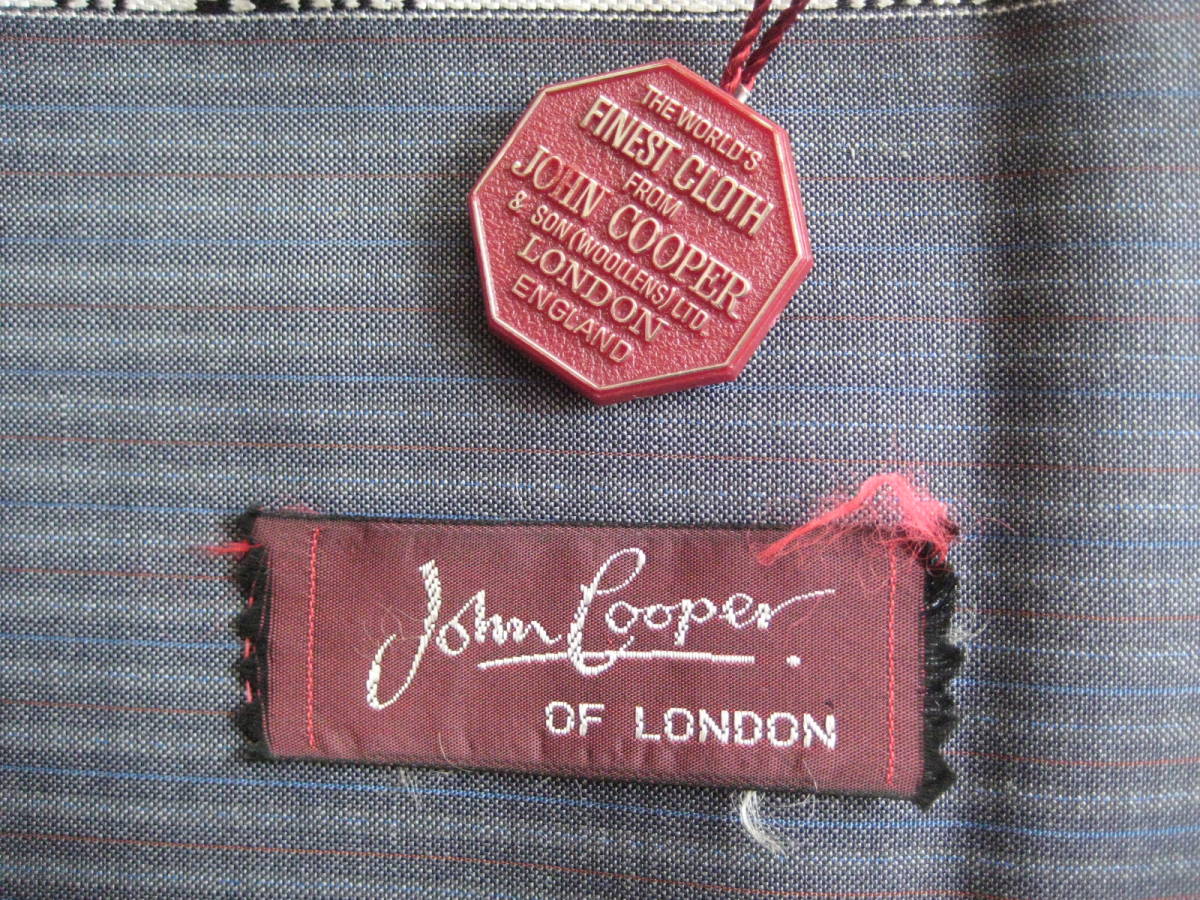 THE WORLD'S
FINEST CLOTH
FROM
JOHN COOPER
& SON (WOOLLENS) LTD.
LONDON
ENGLAND
John Cooper.
OF LONDON